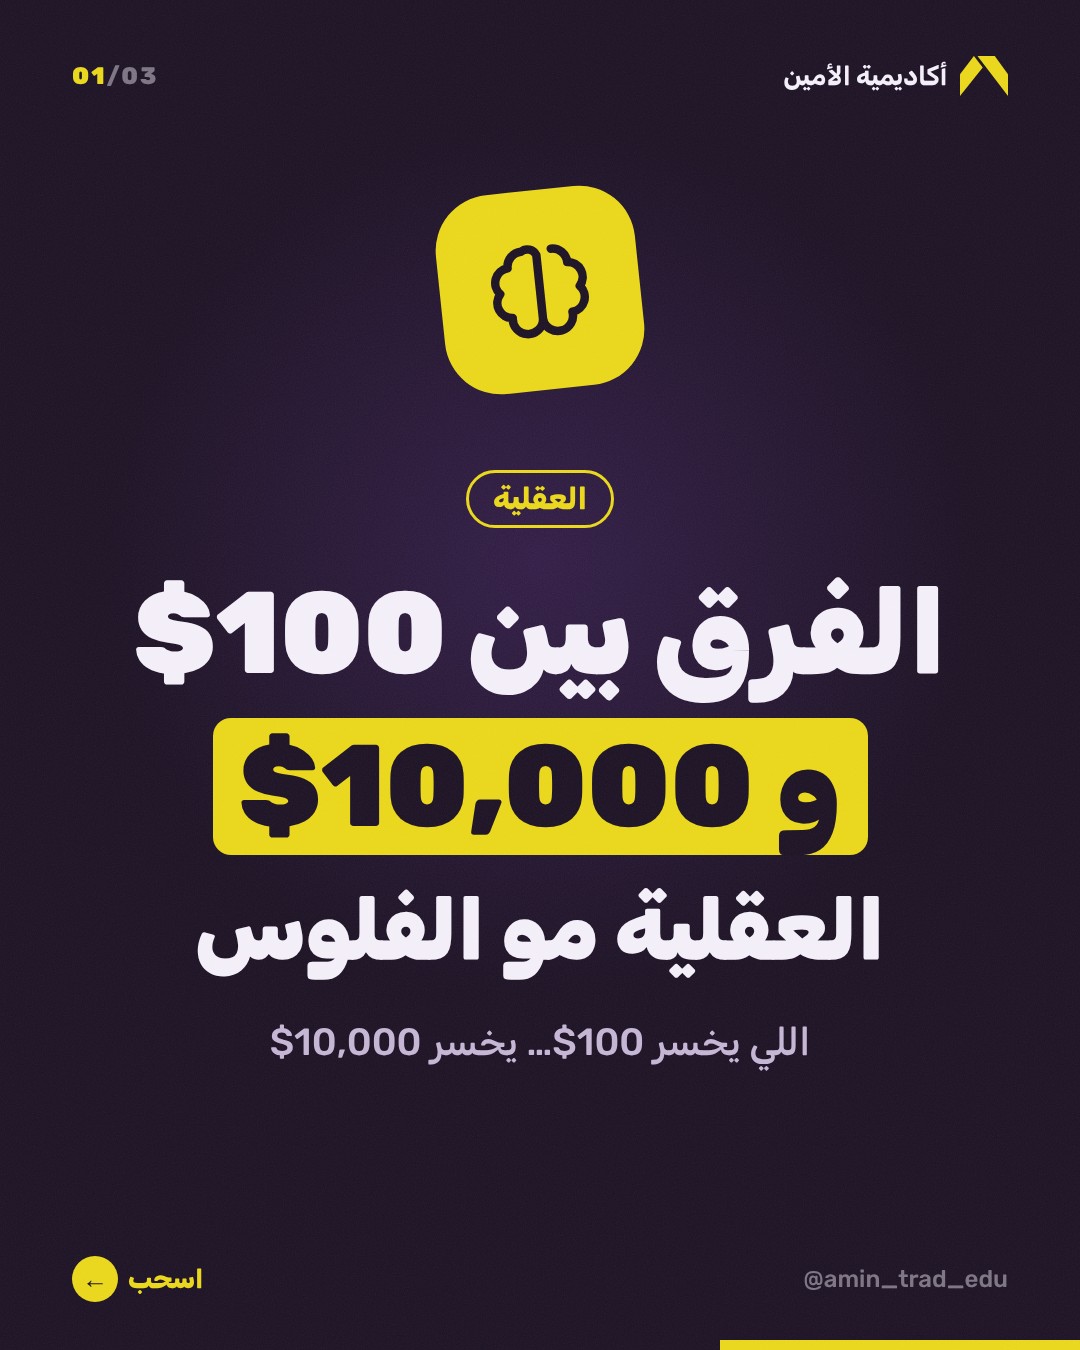 أكاديمية الأمين
01/03
العقلية
الفرق بين 100$
و 10,000$
العقلية مو الفلوس
اللي يخسر 100$... يخسر 10,000$
@amin_trad_edu
اسحب ←